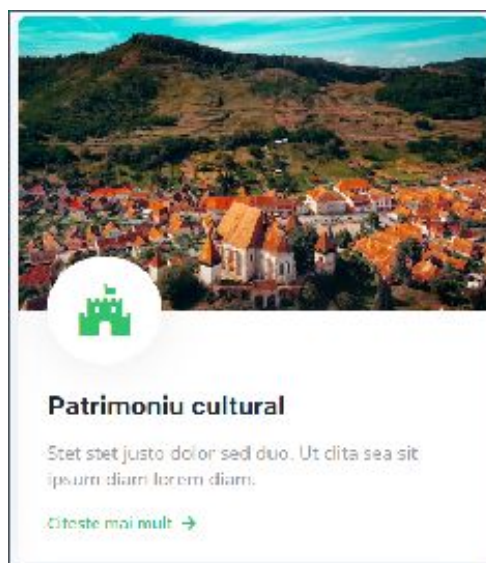 Patrimoniu cultural
Stet stet justo dolor sed duo. Ut clita sea sit
ipsum diam lorem diam.
Citeste mai mult →